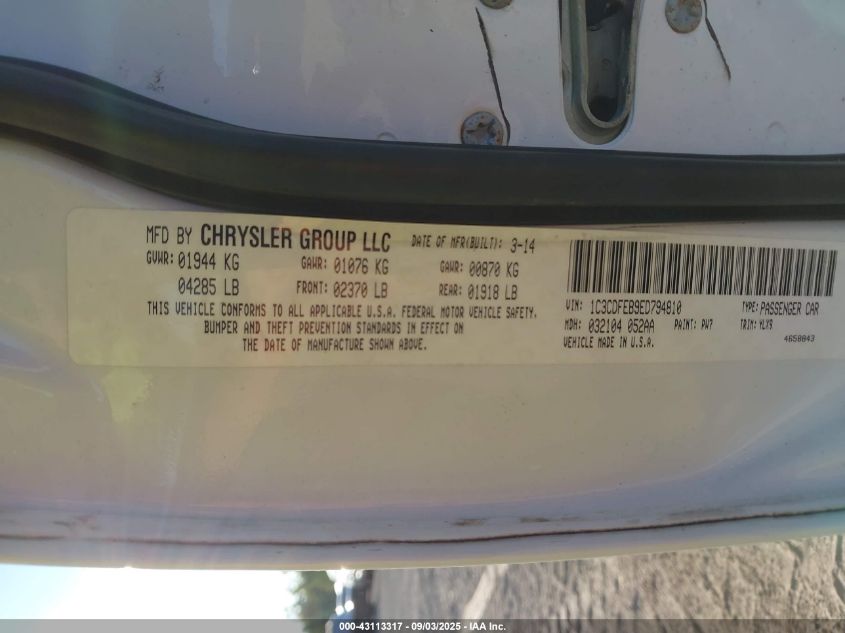 MFD BY CHRYSLER GROUP LLC DATE OF MFR(BUILT): 3-14
GVWR: 01944 KG GAWR: 01076 KG GAWR: 00870 KG
04285 LB FRONT: 02370 LB REAR: 01918 LB
THIS VEHICLE CONFORMS TO ALL APPLICABLE U.S.A. FEDERAL MOTOR VEHICLE SAFETY,
BUMPER AND THEFT PREVENTION STANDARDS IN EFFECT ON
THE DATE OF MANUFACTURE SHOWN ABOVE.
VIN: 1C3CDFEB9ED794810 TYPE: PASSENGER CAR
MDH: 032104 052AA PAINT: PW7 TRIM: MLX9
VEHICLE MADE IN U.S.A. 4658843
000-43113317 - 09/03/2025 - IAA Inc.